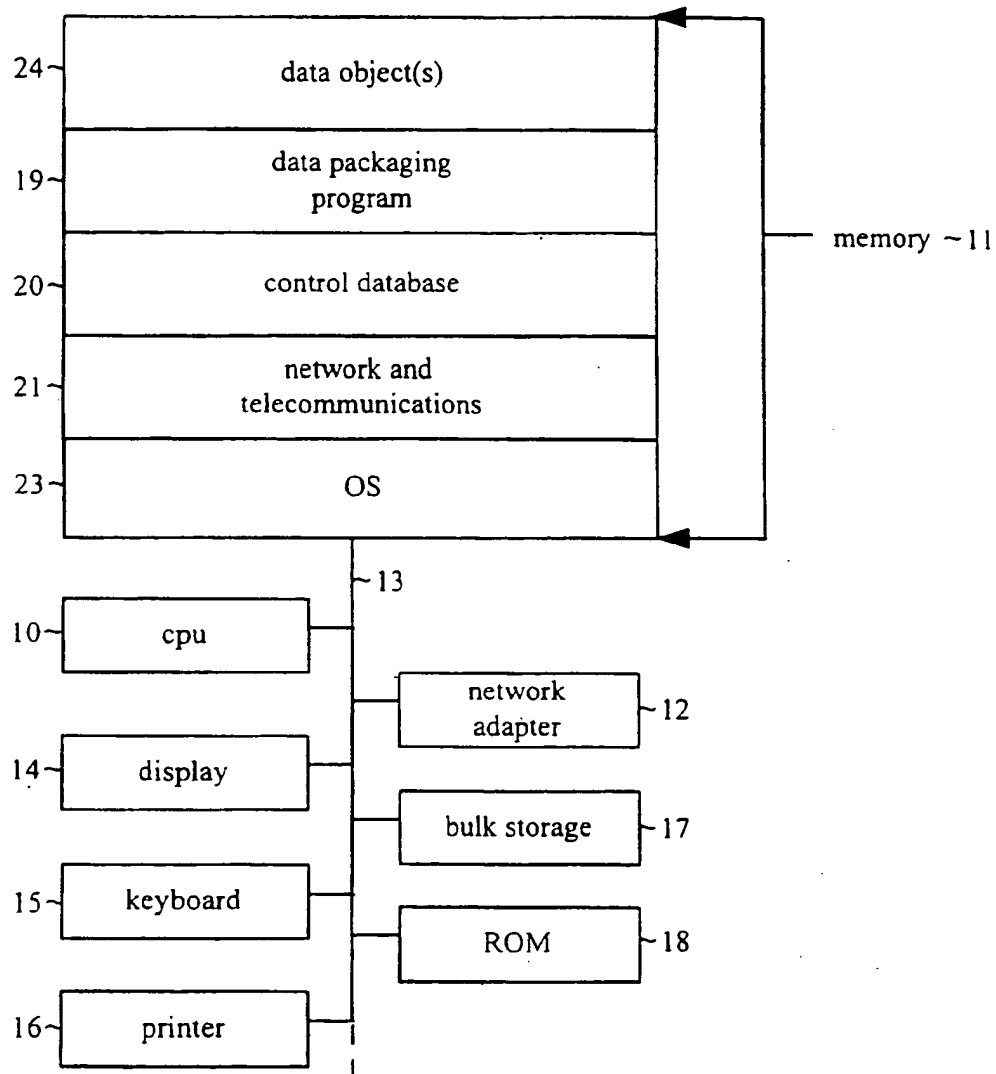 24~ data object(s)
19~ data packaging
program
memory ~11
20~ control database
21~ network and
telecommunications
23~ OS
~13
10~ cpu
network
adapter ~12
14~ display
bulk storage ~17
15~ keyboard
ROM ~18
16~ printer